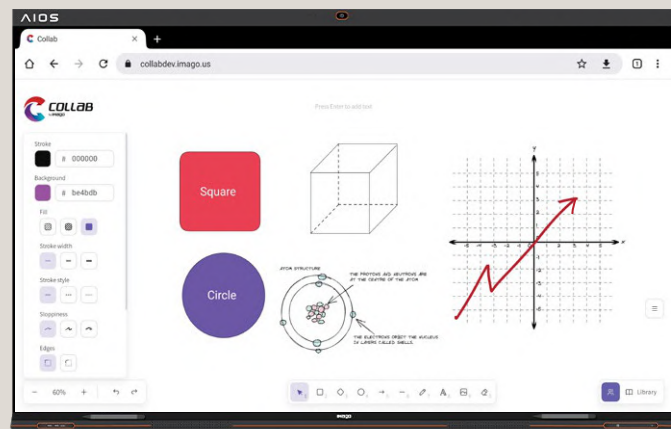 AIOS
Collab
collabdev.imago.us
1
COLLAB
Press Enter to add text
Stroke
# 000000
Background
# be4bdb
Fill
Stroke width
Stroke style
Sloppiness
Edges
Square
Circle
ATOM STRUCTURE
THE PROTONS AND NEUTRONS ARE
AT THE CENTRE OF THE ATOM
THE ELECTRONS ORBIT THE NUCLEUS
IN LAYERS CALLED SHELLS.
y
x
− 60% +
A
Library
imago